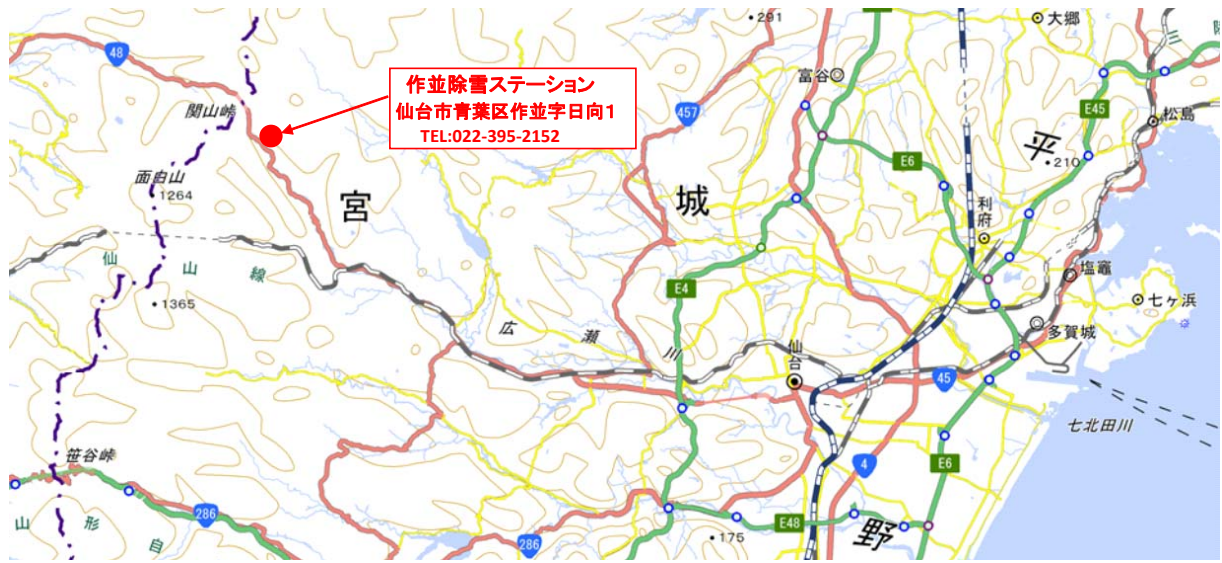 ・291
大郷
三
48
富谷
作並除雪ステーション
仙台市青葉区作並字日向1
TEL:022-395-2152
関山峠
457
E45
松島
E6
平
・210
面白山
・1264
宮
城
利府
仙山線
・1365
E4
塩竈
七ヶ浜
広瀬川
多賀城
仙台
45
七北田川
笹谷峠
4
E6
286
山形自
286
E48
・175
野